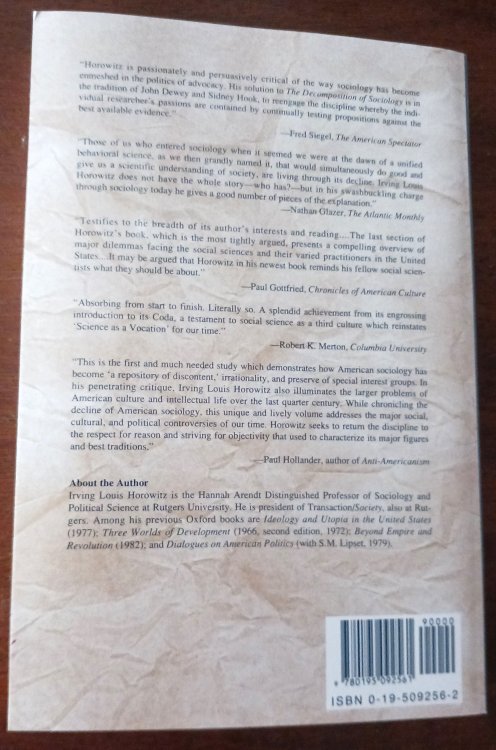 "Horowitz is passionately and persuasively critical of the way sociology has become
enmeshed in the politics of advocacy. His solution to The Decomposition of Sociology is in
the tradition of John Dewey and Sidney Hook, to reengage the discipline whereby the indi-
vidual researcher's passions are contained by continually testing propositions against the
best available evidence."
—Fred Siegel, The American Spectator
"Those of us who entered sociology when it seemed we were at the dawn of a unified
behavioral science, as we then grandly named it, that would simultaneously do good and
give us a scientific understanding of society, are living through its decline. Irving Louis
Horowitz does not have the whole story—who has?—but in his swashbuckling charge
through sociology today he gives a good number of pieces of the explanation."
—Nathan Glazer, The Atlantic Monthly
"Testifies to the breadth of its author's interests and reading....The last section of
Horowitz's book, which is the most tightly argued, presents a compelling overview of
major dilemmas facing the social sciences and their varied practitioners in the United
States....It may be argued that Horowitz in his newest book reminds his fellow social scien-
tists what they should be about."
—Paul Gottfried, Chronicles of American Culture
"Absorbing from start to finish. Literally so. A splendid achievement from its engrossing
introduction to its Coda, a testament to social science as a third culture which reinstates
'Science as a Vocation' for our time."
—Robert K. Merton, Columbia University
"This is the first and much needed study which demonstrates how American sociology has
become 'a repository of discontent,' irrationality, and preserve of special interest groups. In
his penetrating critique, Irving Louis Horowitz also illuminates the larger problems of
American culture and intellectual life over the last quarter century. While chronicling the
decline of American sociology, this unique and lively volume addresses the major social,
cultural, and political controversies of our time. Horowitz seeks to return the discipline to
the respect for reason and striving for objectivity that used to characterize its major figures
and best traditions."
—Paul Hollander, author of Anti-Americanism
About the Author
Irving Louis Horowitz is the Hannah Arendt Distinguished Professor of Sociology and
Political Science at Rutgers University. He is president of Transaction/Society, also at Rut-
gers. Among his previous Oxford books are Ideology and Utopia in the United States
(1977); Three Worlds of Development (1966, second edition, 1972); Beyond Empire and
Revolution (1982); and Dialogues on American Politics (with S.M. Lipset, 1979).
90000
9 780195 092561
ISBN 0-19-509256-2